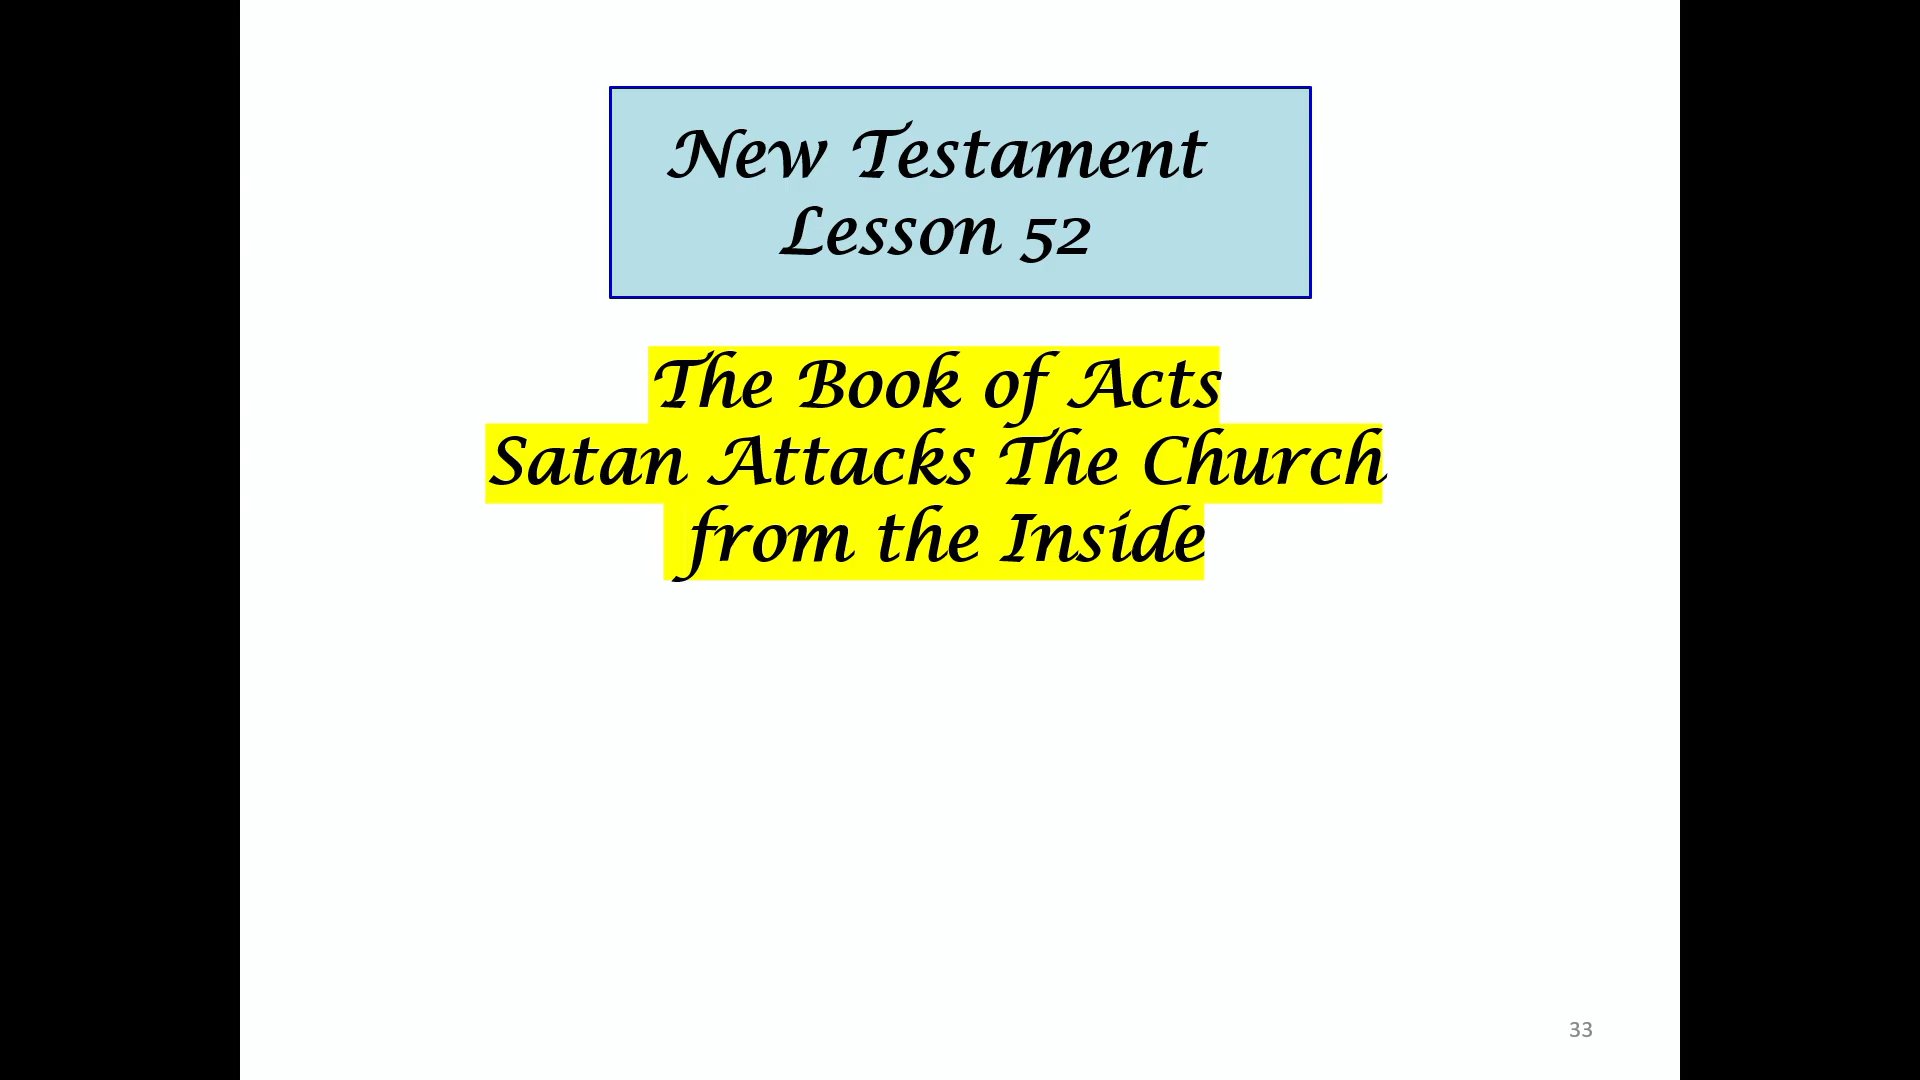 New Testament
Lesson 52
The Book of Acts
Satan Attacks The Church
from the Inside
33